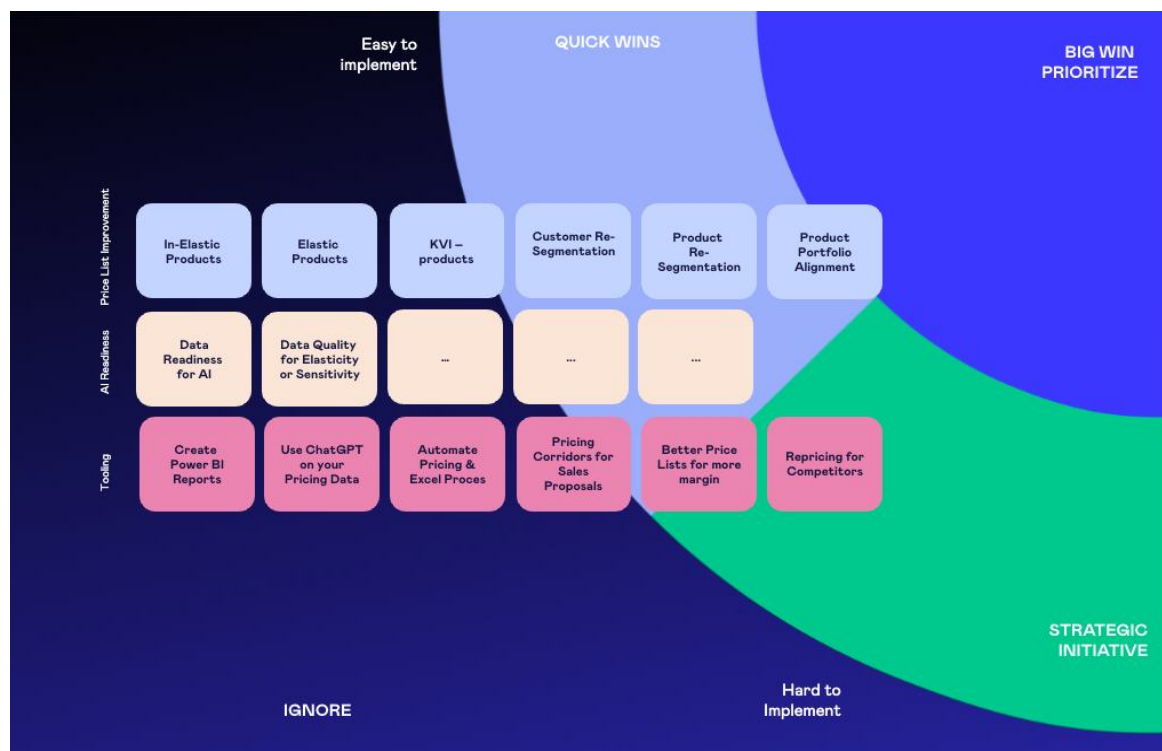 Easy to
implement
QUICK WINS
BIG WIN
PRIORITIZE
Price List Improvement
In-Elastic
Products
Elastic
Products
KVI –
products
Customer Re-
Segmentation
Product
Re-
Segmentation
Product
Portfolio
Alignment
AI Readiness
Data
Readiness
for AI
Data Quality
for Elasticity
or Sensitivity
...
...
...
Tooling
Create
Power BI
Reports
Use ChatGPT
on your
Pricing Data
Automate
Pricing &
Excel Proces
Pricing
Corridors for
Sales
Proposals
Better Price
Lists for more
margin
Repricing for
Competitors
STRATEGIC
INITIATIVE
Hard to
Implement
IGNORE